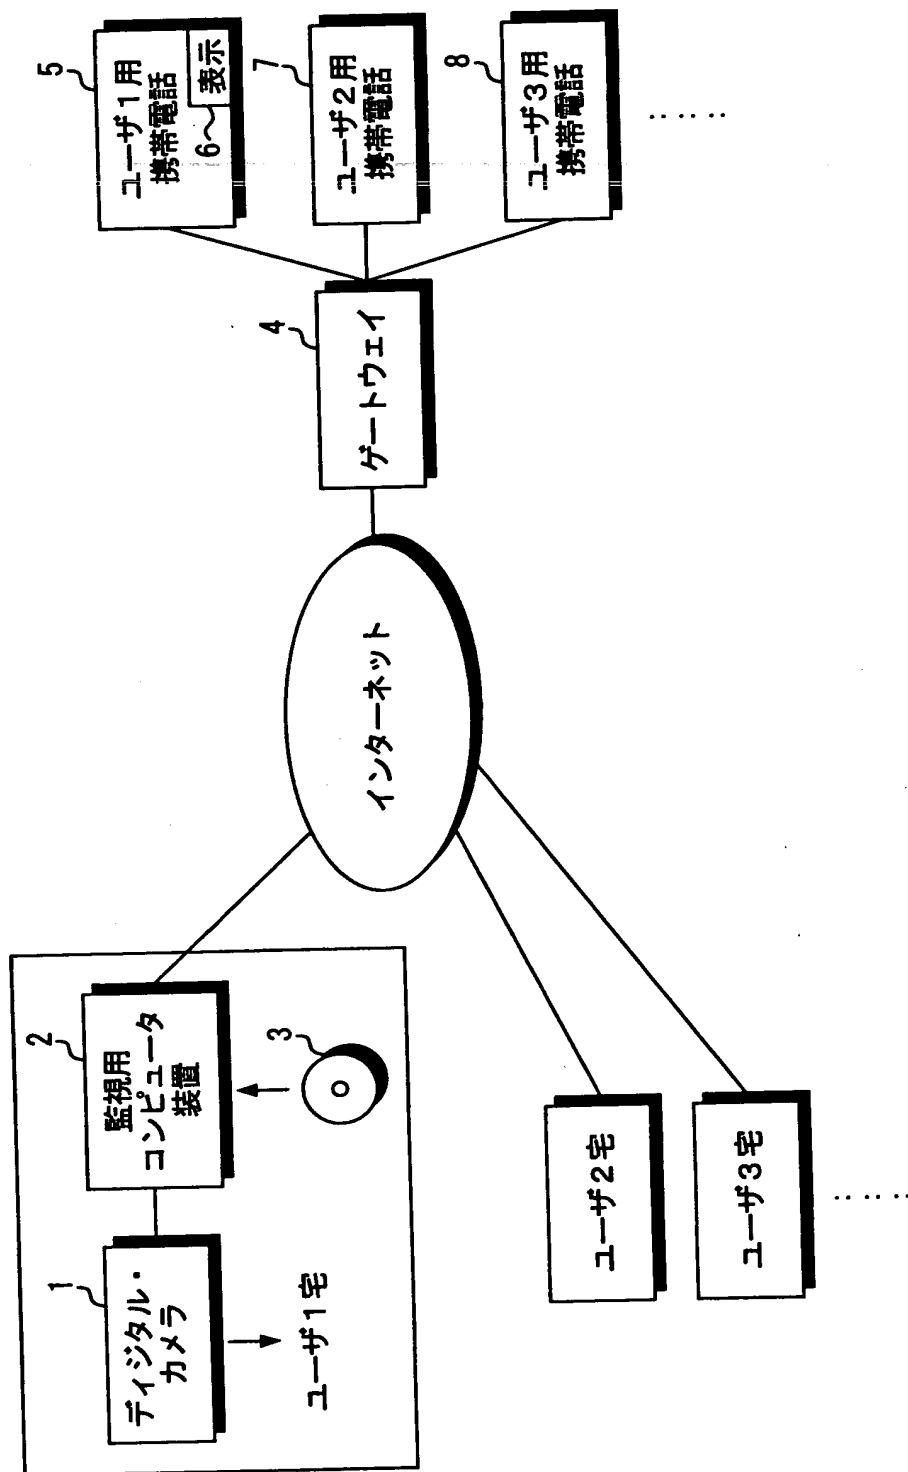 1
ディジタル・
カメラ
ユーザ1宅
2
監視用
コンピュータ
装置
3
インターネット
4
ゲートウェイ
5
ユーザ1用
携帯電話
6
表示
7
ユーザ2用
携帯電話
8
ユーザ3用
携帯電話
.....
ユーザ2宅
ユーザ3宅
.....